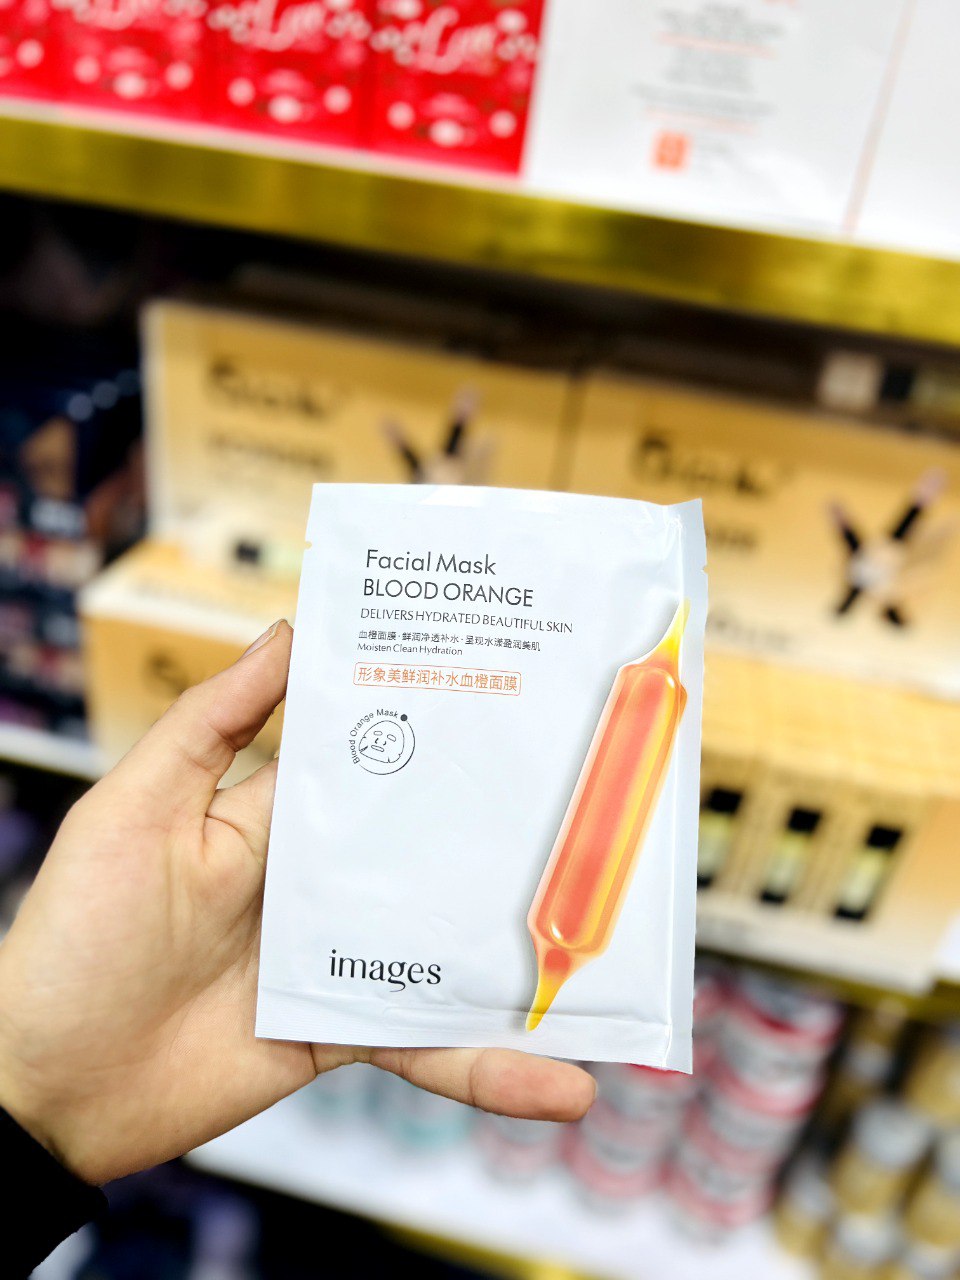 Facial Mask
BLOOD ORANGE
DELIVERS HYDRATED BEAUTIFUL SKIN
血橙面膜·鲜润净透补水·呈现水漾盈润美肌
Moisten Clean Hydration
形象美鲜润补水血橙面膜
Blood Orange Mask
images